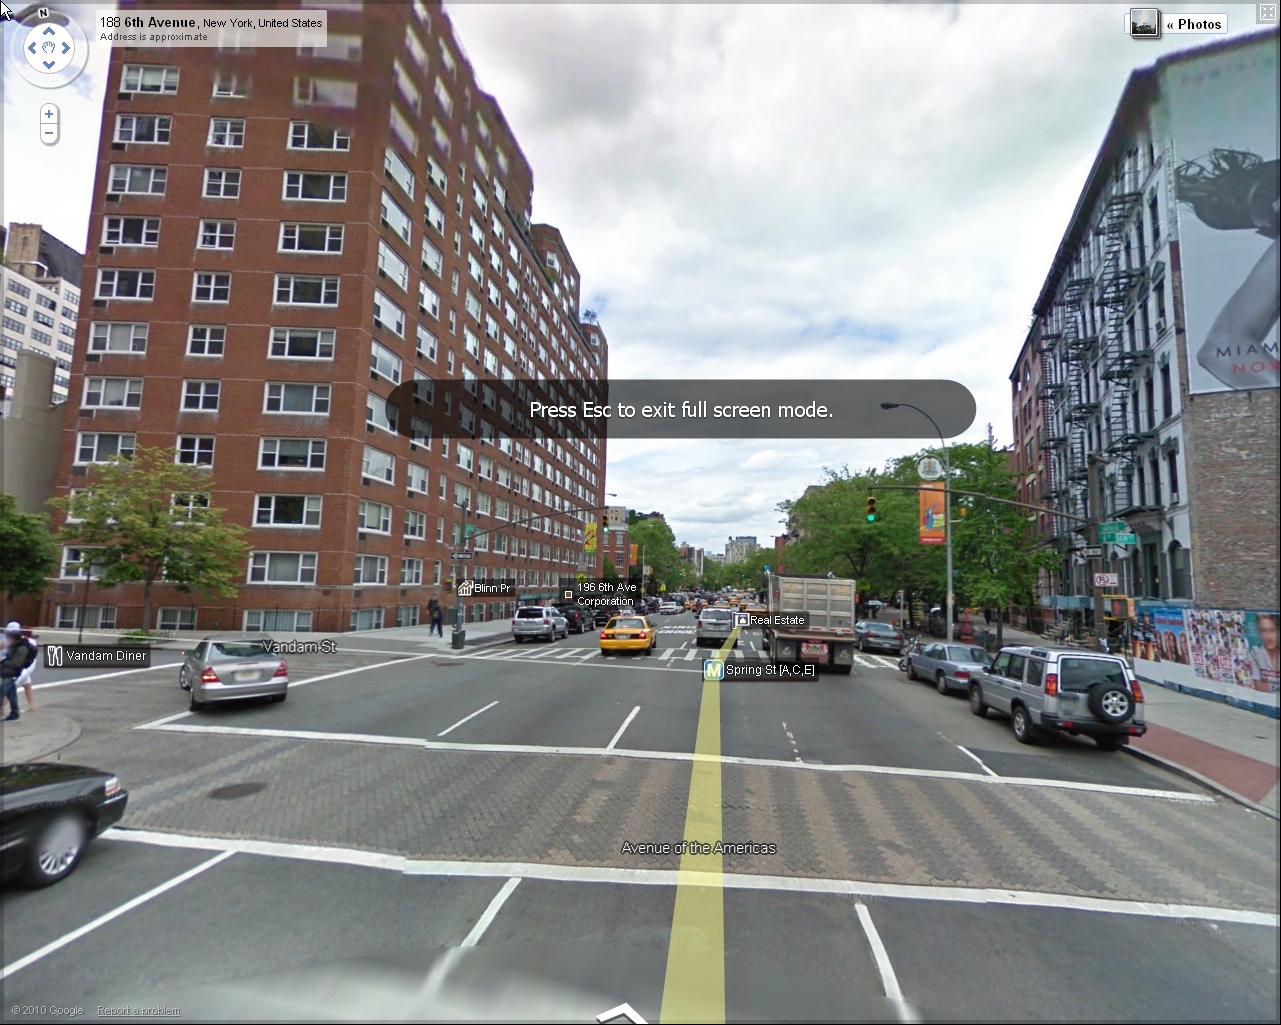 N
188 6th Avenue, New York, United States
Address is approximate
« Photos
MIAM
NOV
Press Esc to exit full screen mode.
Blinn Pr
196 6th Ave
Corporation
Real Estate
Vandam St
Vandam Diner
M
Spring St [A,C,E]
Avenue of the Americas
© 2010 Google
Report a problem